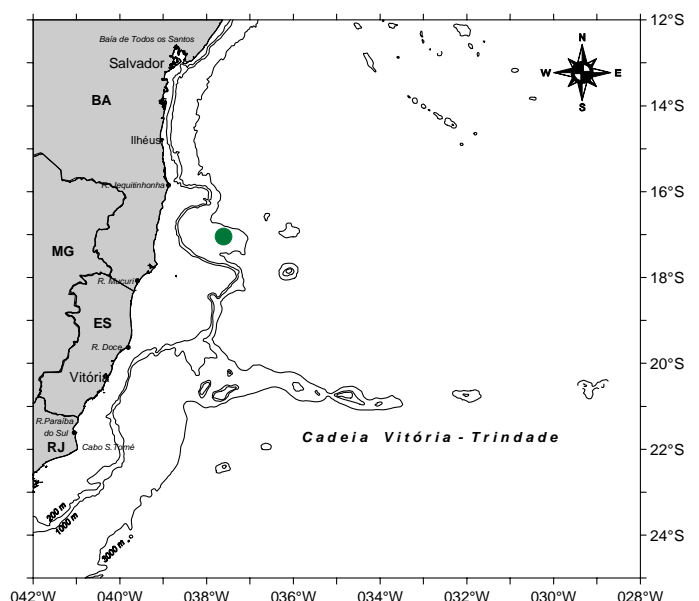 12°S
Baía de Todos os Santos
N
Salvador
W
E
BA
S
14°S
Ilhéus
R. Jequitinhonha
16°S
MG
R. Mucuri
18°S
ES
R. Doce
Vitória
20°S
R.Paraíba
do Sul
RJ
Cabo S.Tomé
Cadeia Vitória - Trindade
22°S
200 m
1000 m
3000 m
24°S
042°W 040°W 038°W 036°W 034°W 032°W 030°W 028°W